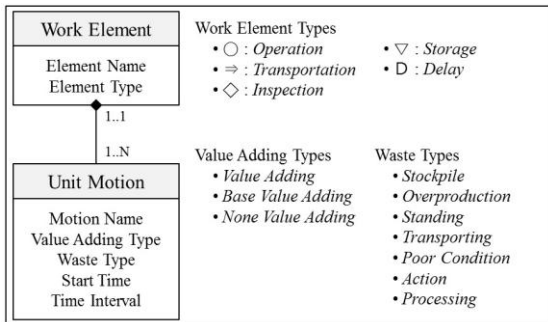 Work Element
Element Name
Element Type
1..1
1..N
Unit Motion
Motion Name
Value Adding Type
Waste Type
Start Time
Time Interval
Work Element Types
• ○ : Operation
• ⇒ : Transportation
• ◇ : Inspection
• ▽ : Storage
• D : Delay
Value Adding Types
• Value Adding
• Base Value Adding
• None Value Adding
Waste Types
• Stockpile
• Overproduction
• Standing
• Transporting
• Poor Condition
• Action
• Processing